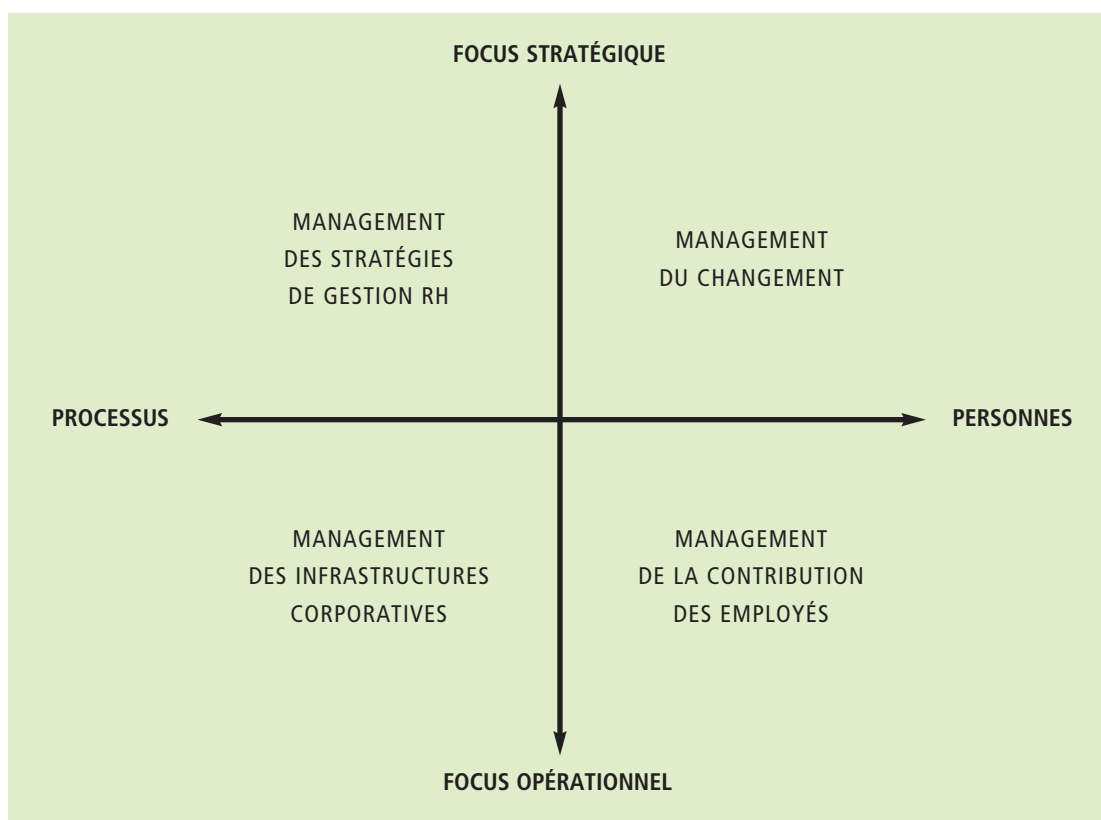 FOCUS STRATÉGIQUE
MANAGEMENT
DES STRATÉGIES
DE GESTION RH
MANAGEMENT
DU CHANGEMENT
PROCESSUS
PERSONNES
MANAGEMENT
DES INFRASTRUCTURES
CORPORATIVES
MANAGEMENT
DE LA CONTRIBUTION
DES EMPLOYÉS
FOCUS OPÉRATIONNEL